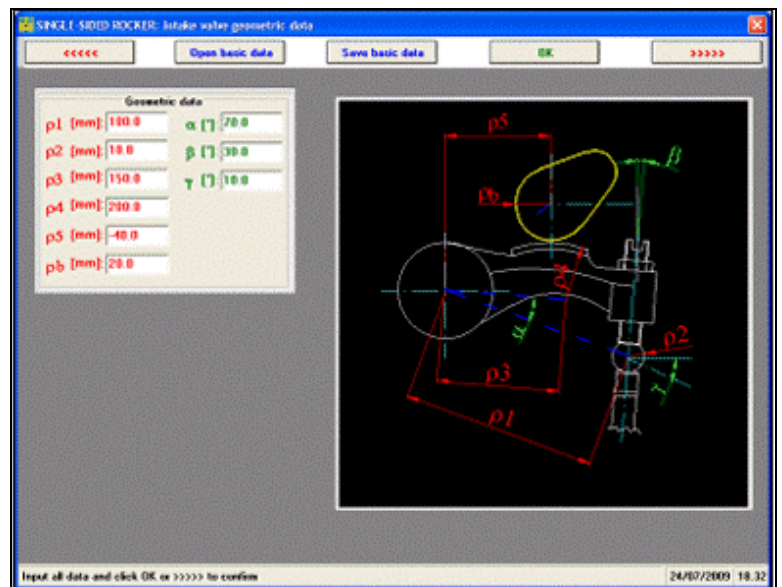 SINGLE-SIDED ROCKER: Intake valve geometric data
<<<<< Open basic data Save basic data OK >>>>>
Geometric data
ρ1 [mm]: 100.0 α [°]: 70.0
ρ2 [mm]: 10.0 β [°]: 30.0
ρ3 [mm]: 150.0 γ [°]: 10.0
ρ4 [mm]: 200.0
ρ5 [mm]: -40.0
ρb [mm]: 20.0
ρ5
β
ρb
ρ4
α
ρ2
ρ3
γ
ρ1
Input all data and click OK or >>>>> to confirm 24/07/2009 18.32